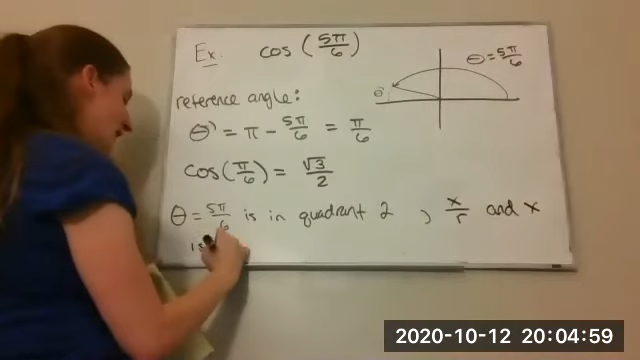 Ex: cos (5π/6)
θ = 5π/6
θ'
reference angle:
θ' = π - 5π/6 = π/6
cos(π/6) = √3/2
θ = 5π/6 is in quadrant 2 , x/r and x
is
2020-10-12 20:04:59